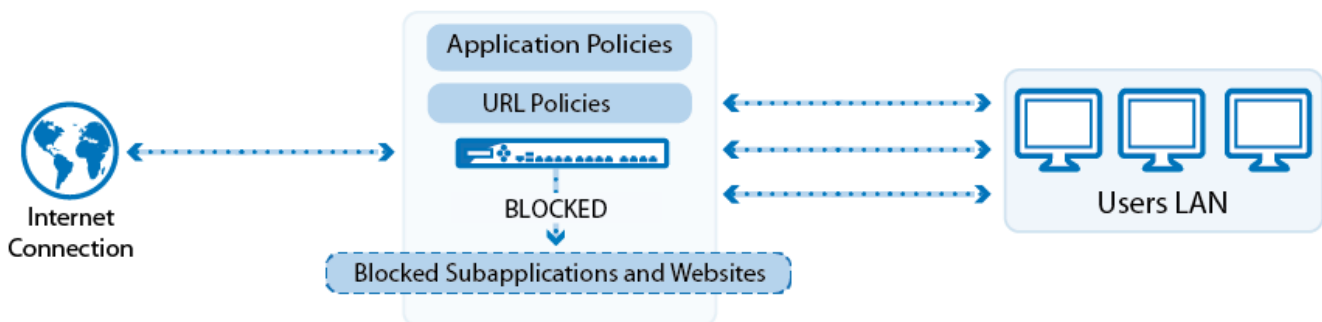 Application Policies
URL Policies
Internet
Connection
BLOCKED
Blocked Subapplications and Websites
Users LAN